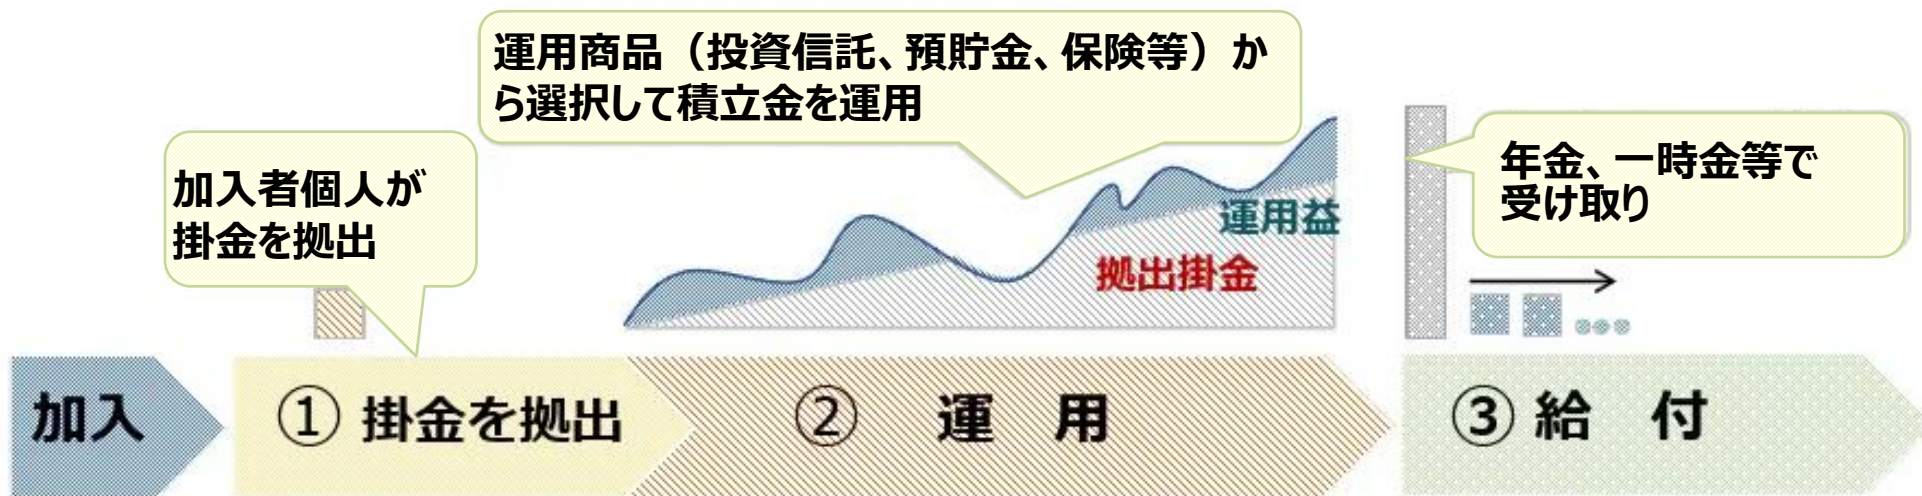 運用商品（投資信託、預貯金、保険等）か
ら選択して積立金を運用
加入者個人が
掛金を拠出
年金、一時金等で
受け取り
運用益
拠出掛金
加入
① 掛金を拠出
② 運 用
③ 給 付